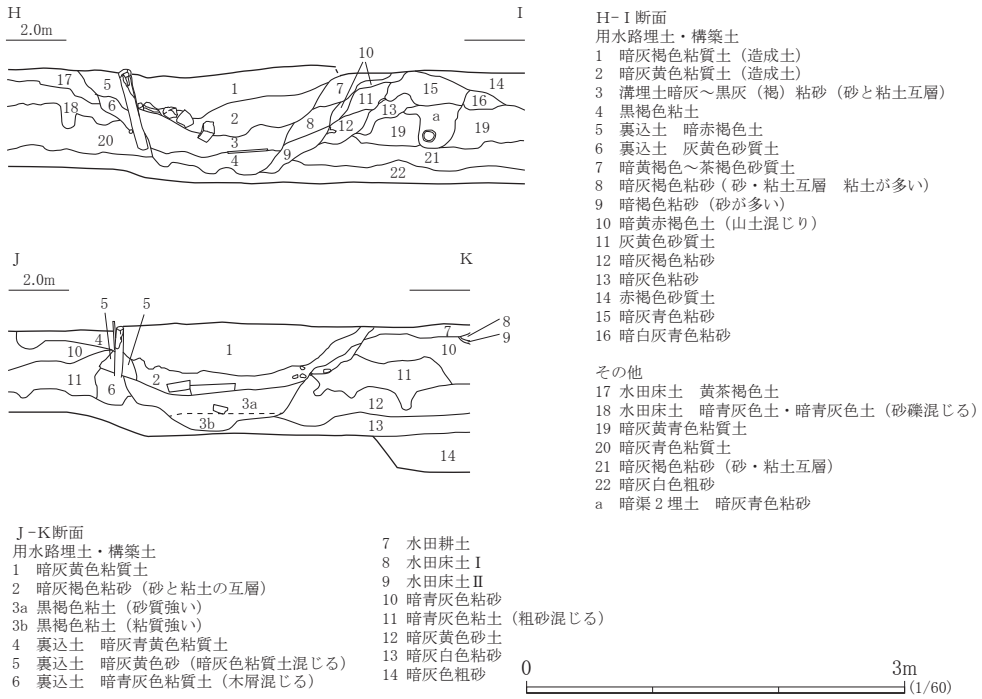 H
I
2.0m
10
17
5
1
7
15
14
18
6
2
8
11
13
16
12
a
19
19
20
3
4
9
21
22
J
K
2.0m
5
5
8
4
7
9
10
1
10
11
2
11
6
3a
12
3b
13
14
H-I断面
用水路埋土・構築土
1 暗灰褐色粘質土(造成土)
2 暗灰黄色粘質土(造成土)
3 溝埋土暗灰～黒灰(褐)粘砂(砂と粘土互層)
4 黒褐色粘土
5 裏込土 暗赤褐色土
6 裏込土 灰黄色砂質土
7 暗黄褐色～茶褐色砂質土
8 暗灰褐色粘砂(砂・粘土互層 粘土が多い)
9 暗褐色粘砂(砂が多い)
10 暗黄赤褐色土(山土混じり)
11 灰黄色砂質土
12 暗灰褐色粘砂
13 暗灰色粘砂
14 赤褐色砂質土
15 暗灰青色粘砂
16 暗白灰青色粘砂
その他
17 水田床土 黄茶褐色土
18 水田床土 暗青灰色土・暗青灰色土(砂礫混じる)
19 暗灰黄青色粘質土
20 暗灰青色粘質土
21 暗灰褐色粘砂(砂・粘土互層)
22 暗灰白色粗砂
a 暗渠2埋土 暗灰青色粘砂
J-K断面
用水路埋土・構築土
1 暗灰黄色粘質土
2 暗灰褐色粘砂(砂と粘土の互層)
3a 黒褐色粘土(砂質強い)
3b 黒褐色粘土(粘質強い)
4 裏込土 暗灰青黄色粘質土
5 裏込土 暗灰黄色砂(暗灰色粘質土混じる)
6 裏込土 暗青灰色粘質土(木屑混じる)
7 水田耕土
8 水田床土Ⅰ
9 水田床土Ⅱ
10 暗青灰色粘砂
11 暗青灰色粘土(粗砂混じる)
12 暗灰黄色砂土
13 暗灰白色粘砂
14 暗灰色粗砂
0
3m
(1/60)